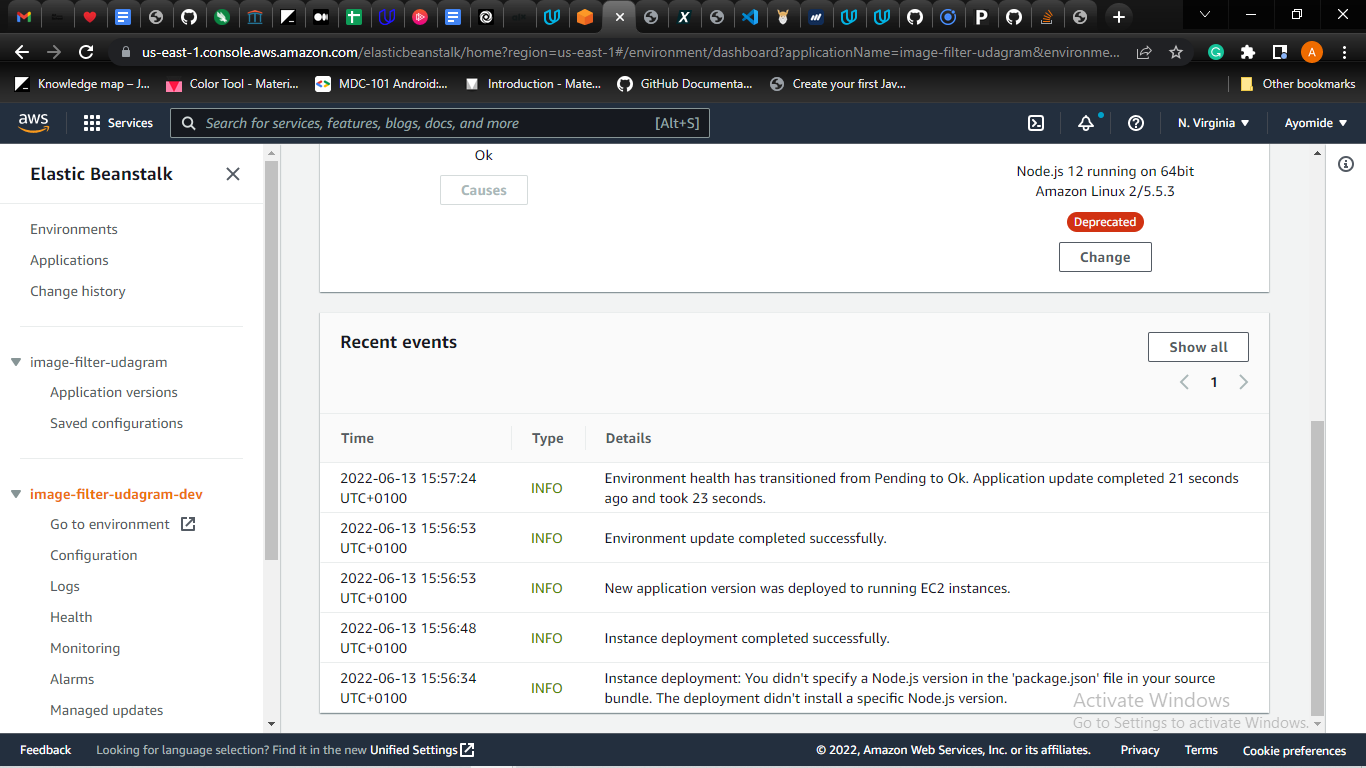 us-east-1.console.aws.amazon.com/elasticbeanstalk/home?region=us-east-1#/environment/dashboard?applicationName=image-filter-udagram&environme...
A
Knowledge map – J...
Color Tool - Materi...
MDC-101 Android:...
Introduction - Mate...
GitHub Documenta...
Create your first Jav...
Other bookmarks
aws
Services
Search for services, features, blogs, docs, and more
[Alt+S]
N. Virginia
Ayomide
Elastic Beanstalk
Environments
Applications
Change history
image-filter-udagram
Application versions
Saved configurations
image-filter-udagram-dev
Go to environment
Configuration
Logs
Health
Monitoring
Alarms
Managed updates
Ok
Causes
Node.js 12 running on 64bit
Amazon Linux 2/5.5.3
Deprecated
Change
Recent events
Show all
1
Time Type Details
2022-06-13 15:57:24
UTC+0100
INFO
Environment health has transitioned from Pending to Ok. Application update completed 21 seconds
ago and took 23 seconds.
2022-06-13 15:56:53
UTC+0100
INFO
Environment update completed successfully.
2022-06-13 15:56:53
UTC+0100
INFO
New application version was deployed to running EC2 instances.
2022-06-13 15:56:48
UTC+0100
INFO
Instance deployment completed successfully.
2022-06-13 15:56:34
UTC+0100
INFO
Instance deployment: You didn't specify a Node.js version in the 'package.json' file in your source
bundle. The deployment didn't install a specific Node.js version.
Activate Windows
Go to Settings to activate Windows.
Feedback
Looking for language selection? Find it in the new Unified Settings
© 2022, Amazon Web Services, Inc. or its affiliates.
Privacy
Terms
Cookie preferences